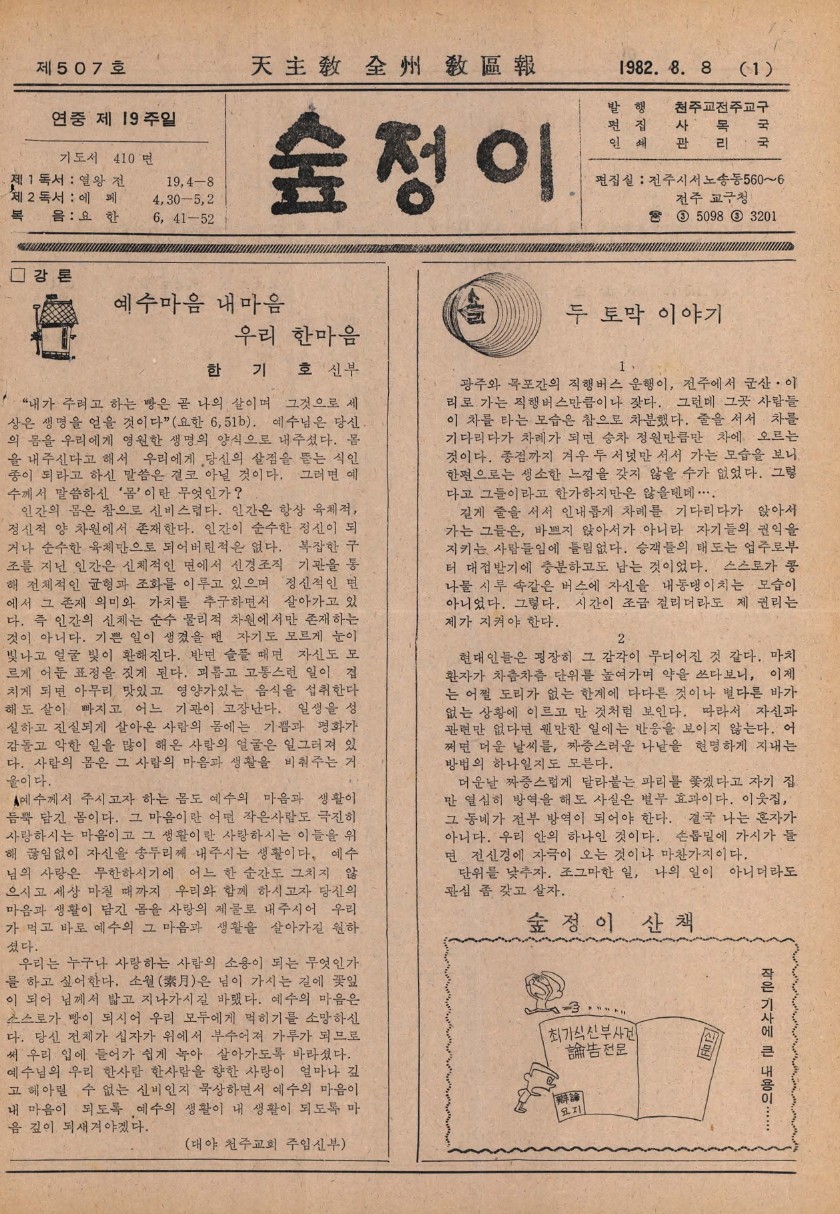 제507호
天主敎 全州 敎區報
1982. 8. 8 (1)
연중 제 19주일
기도서 410 면
제1독서: 열왕 전 19,4—8
제2독서: 에 페 4,30—5,2
복 음: 요 한 6, 41—52
숲정이
발 행 천주교전주교구
편 집 사 목 국
인 쇄 관 리 국
편집실 : 전주시서노송동560~6
전주 교구청
☎ ③ 5098 ③ 3201
□ 강 론
예수마음 내마음
우리 한마음
한 기 호 신부
“내가 주려고 하는 빵은 곧 나의 살이며 그것으로 세
상은 생명을 얻을 것이다”(요한 6,51b). 예수님은 당신
의 몸을 우리에게 영원한 생명의 양식으로 내주셨다. 몸
을 내주신다고 해서 우리에게 당신의 살점을 뜯는 식인
종이 되라고 하신 말씀은 결코 아닐 것이다. 그러면 예
수께서 말씀하신 ‘몸’이란 무엇인가?
인간의 몸은 참으로 신비스럽다. 인간은 항상 육체적,
정신적 양 차원에서 존재한다. 인간이 순수한 정신이 되
거나 순수한 육체만으로 되어버린적은 없다. 복잡한 구
조를 지닌 인간은 신체적인 면에서 신경조직 기관을 통
해 전체적인 균형과 조화를 이루고 있으며 정신적인 면
에서 그 존재 의미와 가치를 추구하면서 살아가고 있
다. 즉 인간의 신체는 순수 물리적 차원에서만 존재하는
것이 아니다. 기쁜 일이 생겼을 땐 자기도 모르게 눈이
빛나고 얼굴 빛이 환해진다. 반면 슬플 때면 자신도 모
르게 어둔 표정을 짓게 된다. 괴롭고 고통스런 일이 겹
치게 되면 아무리 맛있고 영양가있는 음식을 섭취한다
해도 살이 빠지고 어느 기관이 고장난다. 일생을 성
실하고 진실되게 살아온 사람의 몸에는 기쁨과 평화가
감돌고 악한 일을 많이 해온 사람의 얼굴은 일그러져 있
다. 사람의 몸은 그 사람의 마음과 생활을 비춰주는 거
울이다.
예수께서 주시고자 하는 몸도 예수의 마음과 생활이
듬뿍 담긴 몸이다. 그 마음이란 어떤 작은사람도 극진히
사랑하시는 마음이고 그 생활이란 사랑하시는 이들을 위
해 끊임없이 자신을 송두리째 내주시는 생활이다. 예수
님의 사랑은 무한하시기에 어느 한 순간도 그치지 않
으시고 세상 마칠 때까지 우리와 함께 하시고자 당신의
마음과 생활이 담긴 몸을 사랑의 제물로 내주시어 우리
가 먹고 바로 예수의 그 마음과 생활을 살아가길 원하
셨다.
우리는 누구나 사랑하는 사람의 소용이 되는 무엇인가
를 하고 싶어한다. 소월(素月)은 님이 가시는 길에 꽃잎
이 되어 님께서 밟고 지나가시길 바랬다. 예수의 마음은
스스로가 빵이 되시어 우리 모두에게 먹히기를 소망하신
다. 당신 전체가 십자가 위에서 부수어져 가루가 되므로
써 우리 입에 들어가 쉽게 녹아 살아가도록 바라셨다.
예수님의 우리 한사람 한사람을 향한 사랑이 얼마나 깊
고 헤아릴 수 없는 신비인지 묵상하면서 예수의 마음이
내 마음이 되도록 예수의 생활이 내 생활이 되도록 마
음 깊이 되새겨야겠다.
(대야 천주교회 주임신부)
소리
두 토막 이야기
1
광주와 목포간의 직행버스 운행이, 전주에서 군산·이
리로 가는 직행버스만큼이나 잦다. 그런데 그곳 사람들
이 차를 타는 모습은 참으로 차분했다. 줄을 서서 차를
기다리다가 차례가 되면 승차 정원만큼만 차에 오르는
것이다. 종점까지 겨우 두 서넛만 서서 가는 모습을 보니
한편으로는 생소한 느낌을 갖지 않을 수가 없었다. 그렇
다고 그들이라고 한가하지만은 않을텐데….
길게 줄을 서서 인내롭게 차례를 기다리다가 앉아서
가는 그들은, 바쁘지 않아서가 아니라 자기들의 권익을
지키는 사람들임에 틀림없다. 승객들의 태도는 업주로부
터 대접받기에 충분하고도 남는 것이었다. 스스로가 콩
나물 시루 속같은 버스에 자신을 내동댕이치는 모습이
아니었다. 그렇다. 시간이 조금 걸리더라도 제 권리는
제가 지켜야 한다.
2
현대인들은 굉장히 그 감각이 무디어진 것 같다. 마치
환자가 차츰차츰 단위를 높여가며 약을 쓰다보니, 이제
는 어쩔 도리가 없는 한계에 다다른 것이나 별다른 바가
없는 상황에 이르고 만 것처럼 보인다. 따라서 자신과
관련만 없다면 웬만한 일에는 반응을 보이지 않는다. 어
쩌면 더운 날씨를, 짜증스러운 나날을 현명하게 지내는
방법의 하나일지도 모른다.
더운날 짜증스럽게 달라붙는 파리를 쫓겠다고 자기 집
만 열심히 방역을 해도 사실은 별무 효과이다. 이웃집,
그 동네가 전부 방역이 되어야 한다. 결국 나는 혼자가
아니다. 우리 안의 하나인 것이다. 손톱밑에 가시가 들
면 전신경에 자극이 오는 것이나 마찬가지이다.
단위를 낮추자. 조그마한 일, 나의 일이 아니더라도
관심 좀 갖고 살자.
숲정이 산책
작은 기사에 큰 내용이……
최기식신부사건
論告전문
신문
辯論
요지